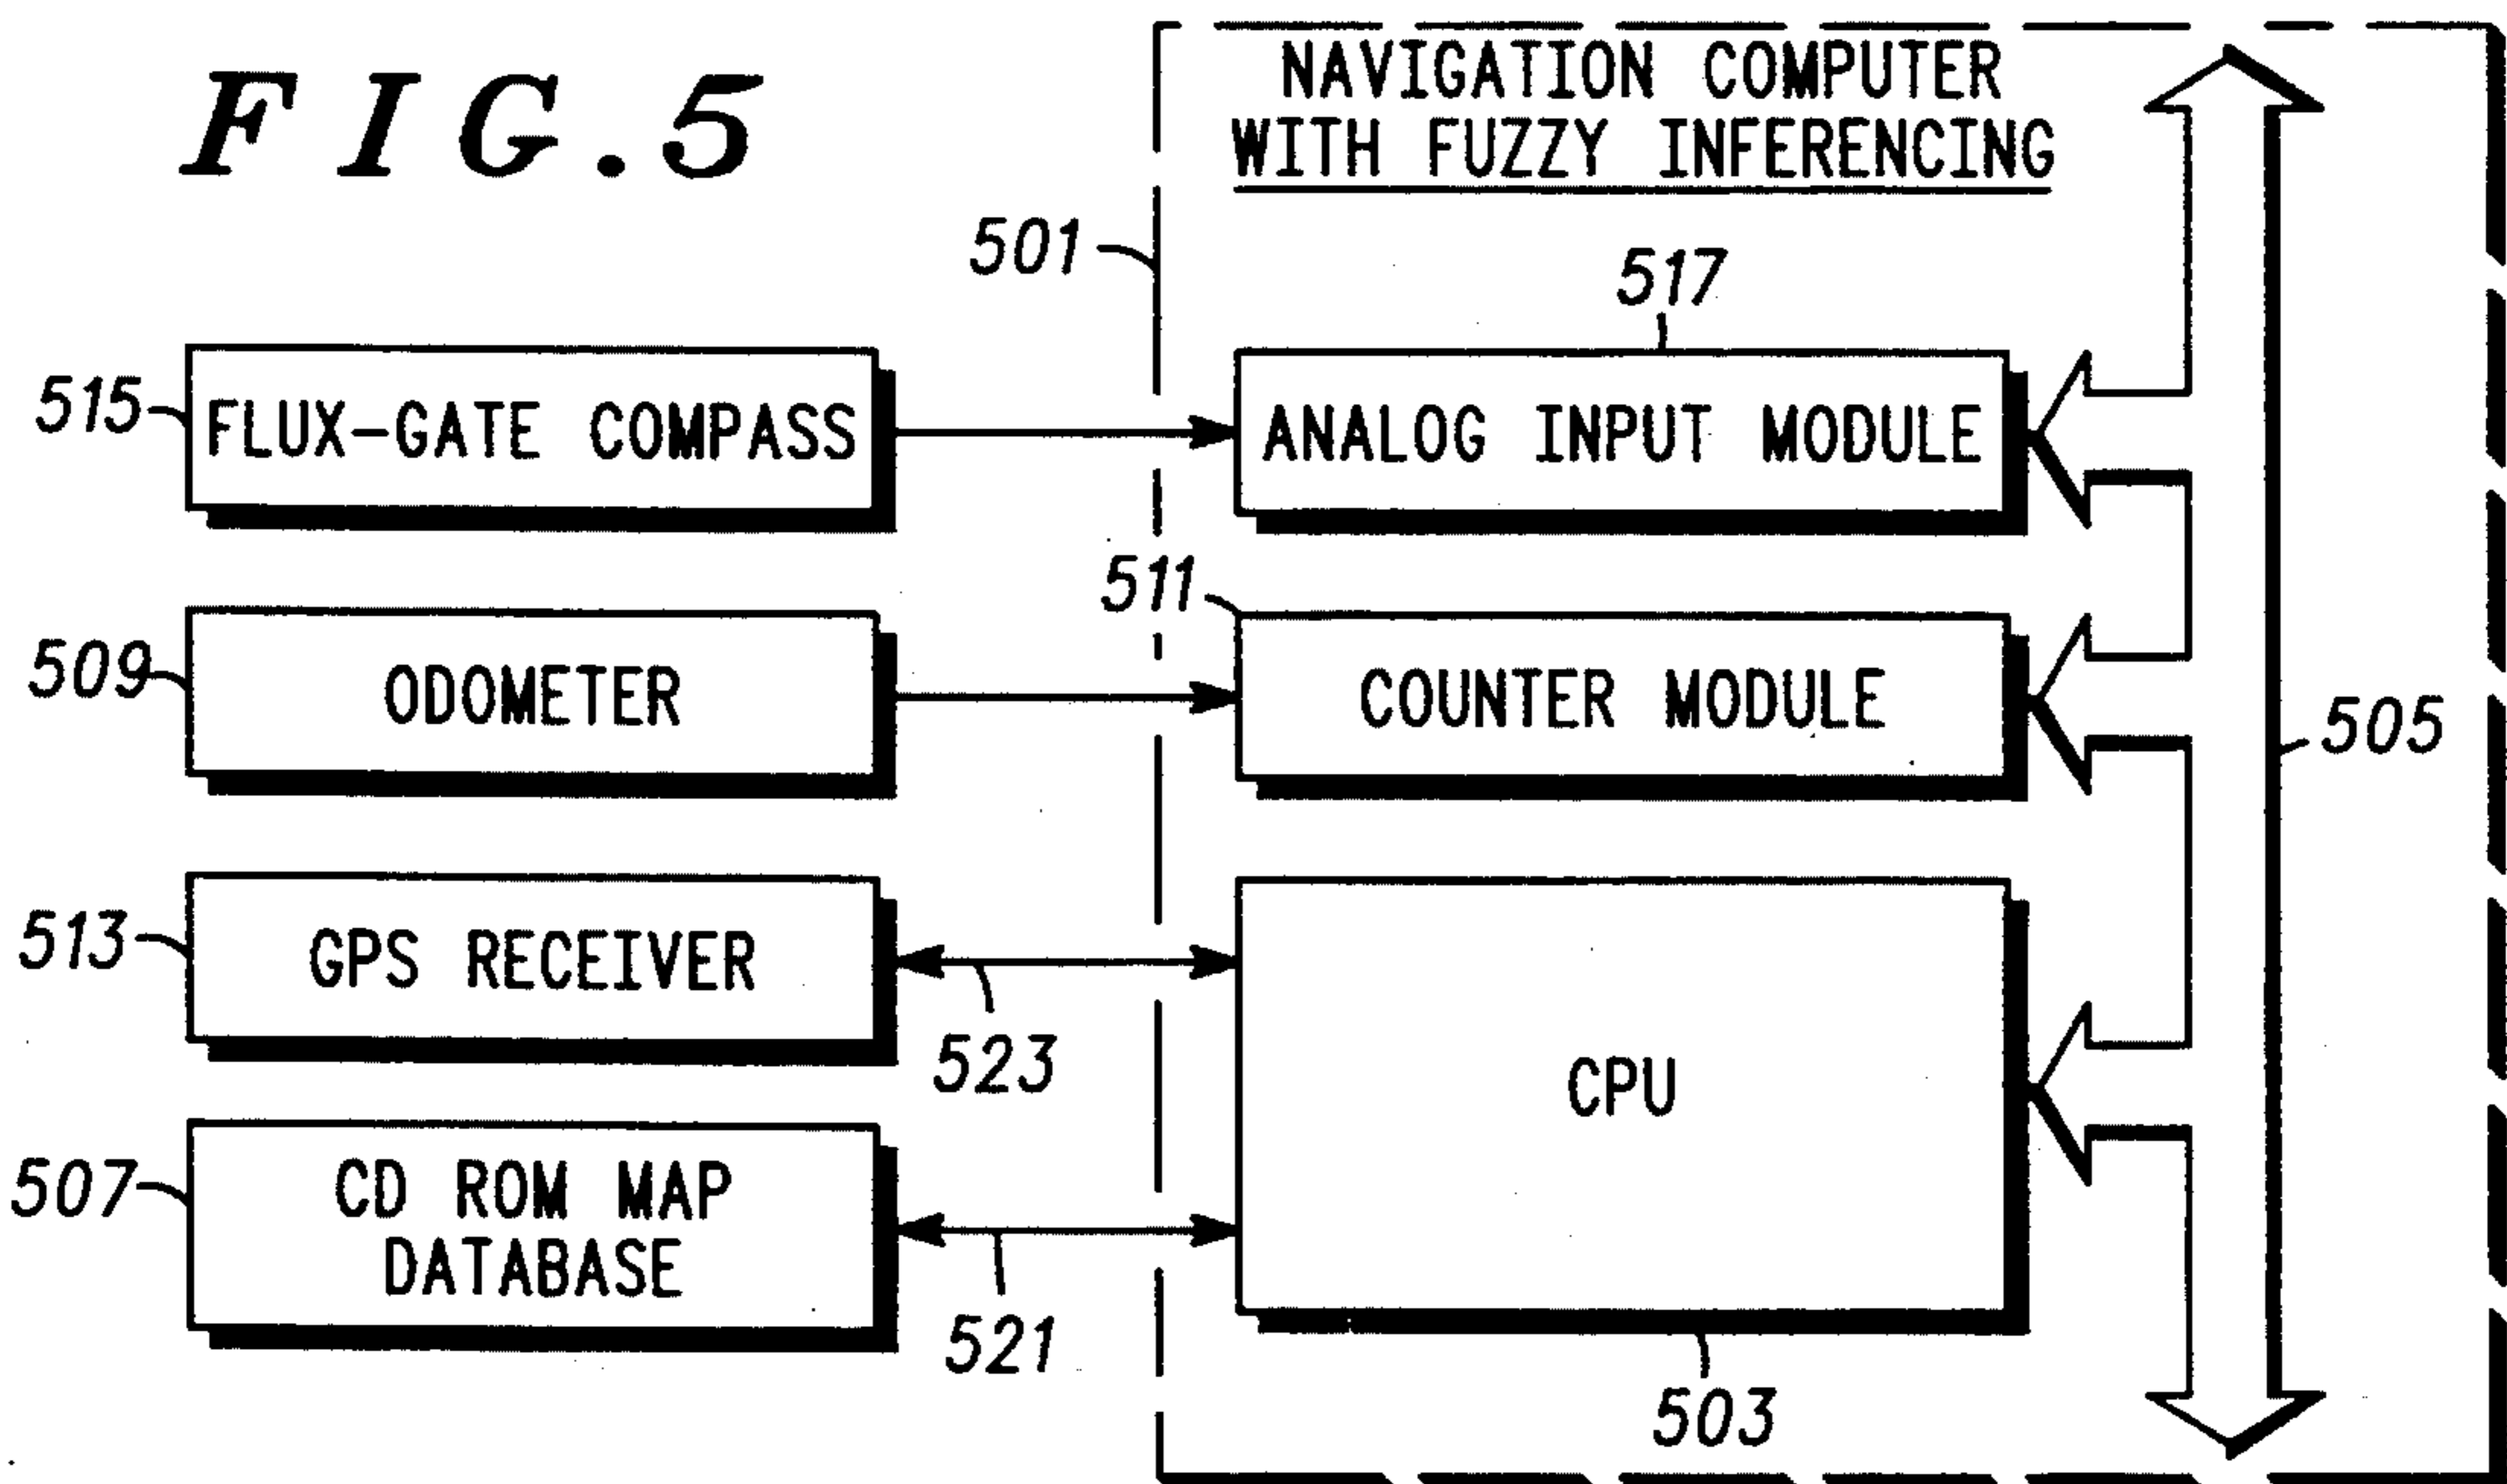 FIG.5
NAVIGATION COMPUTER
WITH FUZZY INFERENCING
501
517
515
FLUX-GATE COMPASS
ANALOG INPUT MODULE
511
509
ODOMETER
COUNTER MODULE
505
513
GPS RECEIVER
523
CPU
507
CD ROM MAP
DATABASE
521
503